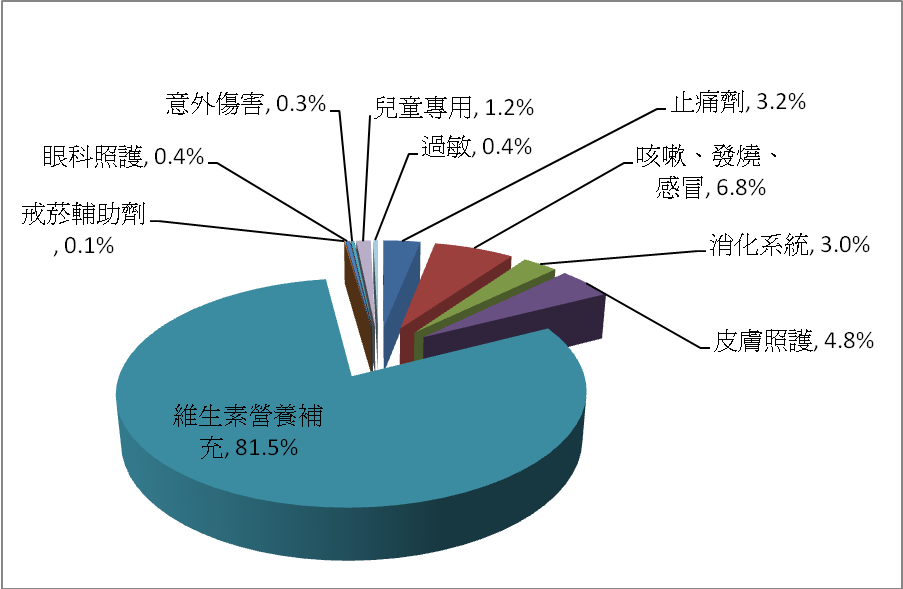 意外傷害, 0.3%
兒童專用, 1.2%
止痛劑, 3.2%
過敏, 0.4%
眼科照護, 0.4%
咳嗽、發燒、
感冒, 6.8%
戒菸輔助劑
, 0.1%
消化系統, 3.0%
皮膚照護, 4.8%
維生素營養補
充, 81.5%